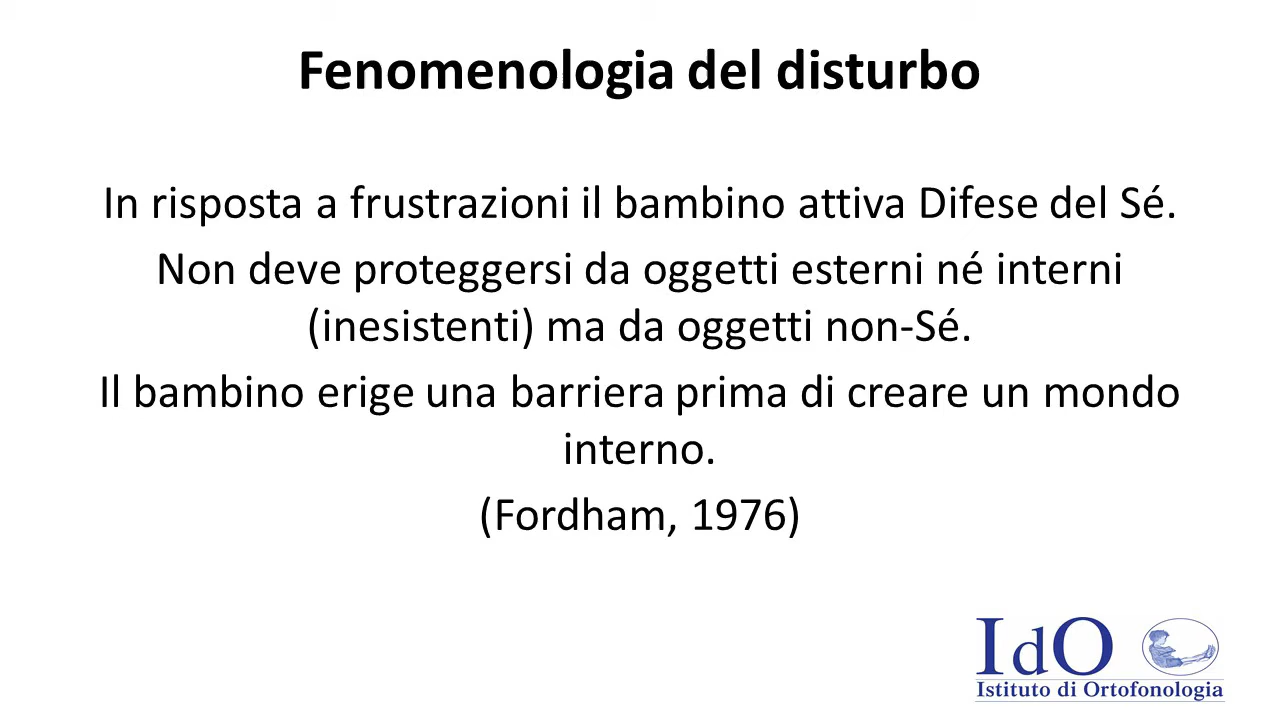 Fenomenologia del disturbo
In risposta a frustrazioni il bambino attiva Difese del Sé.
Non deve proteggersi da oggetti esterni né interni
(inesistenti) ma da oggetti non-Sé.
Il bambino erige una barriera prima di creare un mondo
interno.
(Fordham, 1976)
IdO
Istituto di Ortofonologia